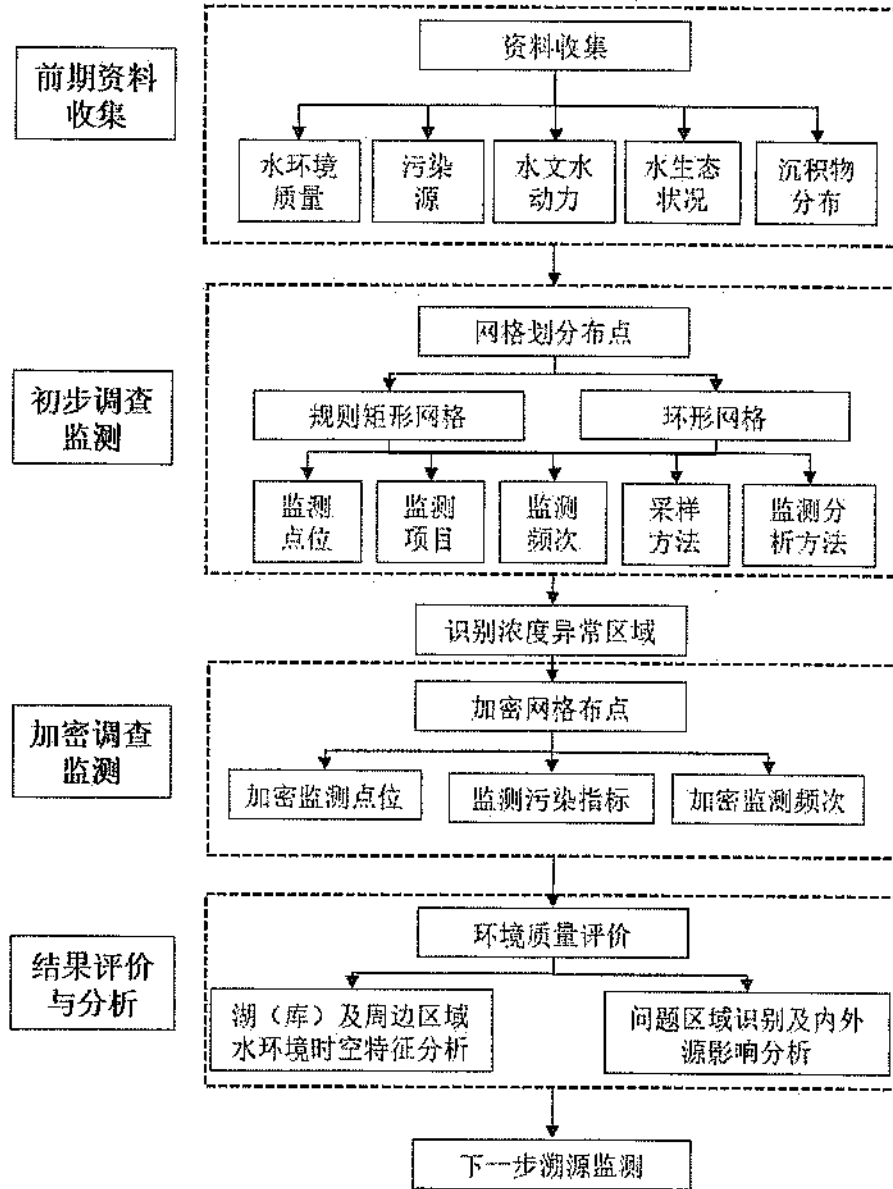 前期资料
收集
资料收集
水环境
质量
污染
源
水文水
动力
水生态
状况
沉积物
分布
初步调查
监测
网格划分布点
规则矩形网格
环形网格
监测
点位
监测
项目
监测
频次
采样
方法
监测分
析方法
识别浓度异常区域
加密调查
监测
加密网格布点
加密监测点位
监测污染指标
加密监测频次
结果评价
与分析
环境质量评价
湖（库）及周边区域
水环境时空特征分析
问题区域识别及内外
源影响分析
下一步溯源监测